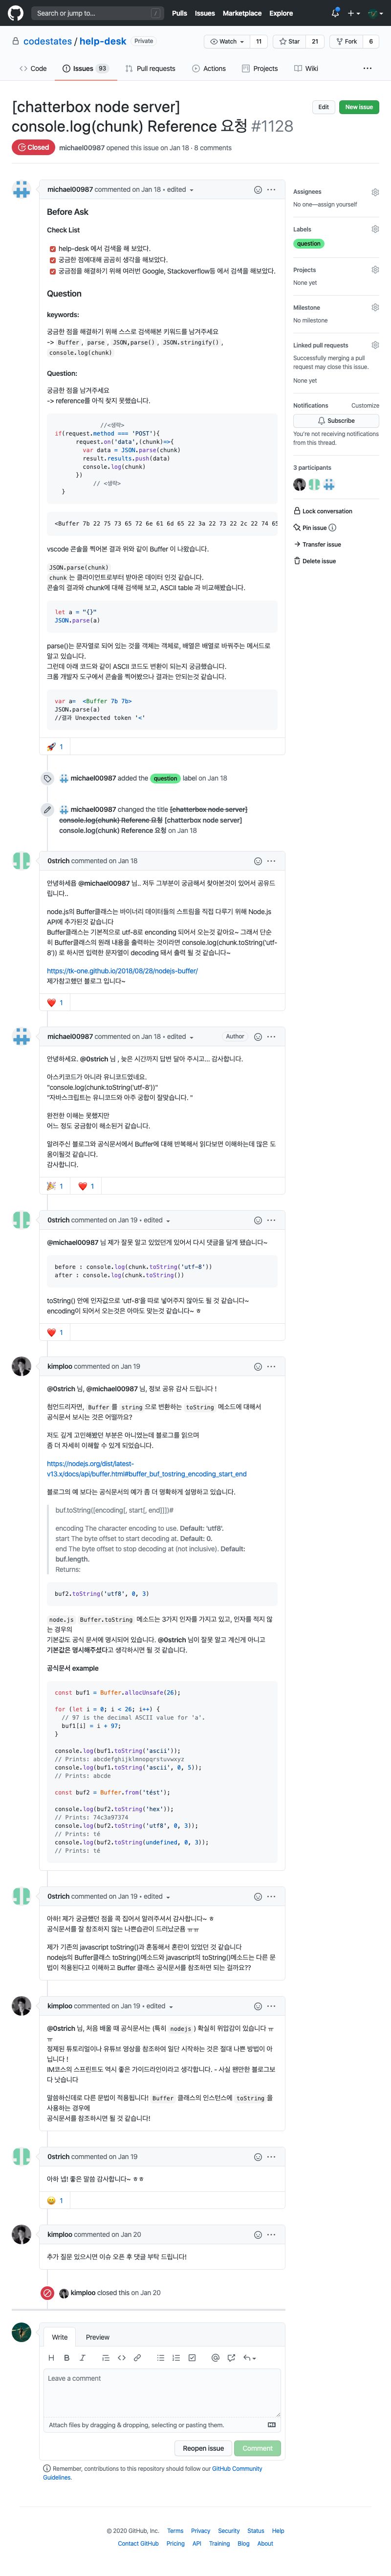 Search or jump to...
/
Pulls Issues Marketplace Explore
codestates / help-desk Private
Watch 11 Star 21 Fork 6
Code Issues 93 Pull requests Actions Projects Wiki
[chatterbox node server]
console.log(chunk) Reference 요청 #1128
Edit New issue
Closed michael00987 opened this issue on Jan 18 · 8 comments
michael00987 commented on Jan 18 • edited
Before Ask
Check List
help-desk 에서 검색을 해 보았다.
궁금한 점에대해 곰곰히 생각을 해보았다.
궁금점을 해결하기 위해 여러번 Google, Stackoverflow등 에서 검색을 해보았다.
Question
keywords:
궁금한 점을 해결하기 위해 스스로 검색해본 키워드를 남겨주세요
-> Buffer , parse , JSON.parse() , JSON.stringify() ,
console.log(chunk)
Question:
궁금한 점을 남겨주세요
-> reference를 아직 찾지 못했습니다.
//<생략>
if(request.method === 'POST'){
request.on('data',(chunk)=>{
var data = JSON.parse(chunk)
result.results.push(data)
console.log(chunk)
})
// <생략>
}
<Buffer 7b 22 75 73 65 72 6e 61 6d 65 22 3a 22 73 22 2c 22 74 65
vscode 콘솔을 찍어본 결과 위와 같이 Buffer 이 나왔습니다.
JSON.parse(chunk)
chunk 는 클라이언트로부터 받아온 데이터 인것 같습니다.
콘솔의 결과와 chunk에 대해 검색해 보고, ASCII table 과 비교해봤습니다.
let a = "{}"
JSON.parse(a)
parse()는 문자열로 되어 있는 것을 객체는 객체로, 배열은 배열로 바꿔주는 메서드로
알고 있습니다.
그런데 아래 코드와 같이 ASCII 코드도 변환이 되는지 궁금했습니다.
크롬 개발자 도구에서 콘솔을 찍어봤으나 결과는 안되는것 같습니다.
var a= <Buffer 7b 7b>
JSON.parse(a)
//결과 Unexpected token '<'
1
michael00987 added the question label on Jan 18
michael00987 changed the title [chatterbox node server]
console.log(chunk) Referenc 요청 [chatterbox node server]
console.log(chunk) Reference 요청 on Jan 18
0strich commented on Jan 18
안녕하세욤 @michael00987 님.. 저두 그부분이 궁금해서 찾아본것이 있어서 공유드
립니다..
node.js의 Buffer클래스는 바이너리 데이터들의 스트림을 직접 다루기 위해 Node.js
API에 추가된것 같습니다
Buffer클래스는 기본적으로 utf-8로 enconding 되어서 오는것 같아요~ 그래서 단순
히 Buffer클래스의 원래 내용을 출력하는 것이라면 console.log(chunk.toString('utf-
8')) 로 하시면 입력한 문자열이 decoding 돼서 출력 될 것 같습니다~
https://tk-one.github.io/2018/08/28/nodejs-buffer/
제가참고했던 블로그 입니다~
1
michael00987 commented on Jan 18 • edited Author
안녕하세요. @0strich 님 , 늦은 시간까지 답변 달아 주시고... 감사합니다.
아스키코드가 아니라 유니코드였네요.
"console.log(chunk.toString('utf-8'))"
"자바스크립트는 유니코드와 아주 궁합이 잘맞습니다. "
완전한 이해는 못했지만
어느 정도 궁금함이 해소된거 같습니다.
알려주신 블로그와 공식문서에서 Buffer에 대해 반복해서 읽다보면 이해하는데 많은 도
움이될것 같습니다.
감사합니다.
1 1
0strich commented on Jan 19 • edited
@michael00987 님 제가 잘못 알고 있었던게 있어서 다시 댓글을 달게 됐습니다~
before : console.log(chunk.toString('utf-8'))
after : console.log(chunk.toString())
toString() 안에 인자값으로 'utf-8'을 따로 넣어주지 않아도 될 것 같습니다~
encoding이 되어서 오는것은 아마도 맞는것 같습니다~ ㅎ
1
kimploo commented on Jan 19
@0strich 님, @michael00987 님, 정보 공유 감사 드립니다 !
첨언드리자면, Buffer 를 string 으로 변환하는 toString 메소드에 대해서
공식문서 보시는 것은 어떨까요?
저도 깊게 고민해봤던 부분은 아니었는데 블로그를 읽으며
좀 더 자세히 이해할 수 있게 되었습니다.
https://nodejs.org/dist/latest-
v13.x/docs/api/buffer.html#buffer_buf_tostring_encoding_start_end
블로그의 예 보다는 공식문서의 예가 좀 더 명확하게 설명하고 있습니다.
buf.toString([encoding[, start[, end]]])#
encoding The character encoding to use. Default: 'utf8'.
start The byte offset to start decoding at. Default: 0.
end The byte offset to stop decoding at (not inclusive). Default:
buf.length.
Returns:
buf2.toString('utf8', 0, 3)
node.js Buffer.toString 메소드는 3가지 인자를 가지고 있고, 인자를 적지 않
는 경우의
기본값도 공식 문서에 명시되어 있습니다. @0strich 님이 잘못 알고 계신게 아니고
기본값은 명시해주셨다고 생각하시면 될 것 같습니다.
공식문서 example
const buf1 = Buffer.allocUnsafe(26);
for (let i = 0; i < 26; i++) {
// 97 is the decimal ASCII value for 'a'.
buf1[i] = i + 97;
}
console.log(buf1.toString('ascii'));
// Prints: abcdefghijklmnopqrstuvwxyz
console.log(buf1.toString('ascii', 0, 5));
// Prints: abcde
const buf2 = Buffer.from('tést');
console.log(buf2.toString('hex'));
// Prints: 74c3a97374
console.log(buf2.toString('utf8', 0, 3));
// Prints: té
console.log(buf2.toString(undefined, 0, 3));
// Prints: té
0strich commented on Jan 19 • edited
아하! 제가 궁금했던 점을 콕 집어서 알려주셔서 감사합니다~ ㅎ
공식문서를 잘 참조하지 않는 나쁜습관이 드러났군욤 ㅠㅠ
제가 기존의 javascript toString()과 혼동해서 혼란이 있었던 것 같습니다
nodejs의 Buffer클래스 toString()메소드와 javascript의 toString()메소드는 다른 문
법이 적용된다고 이해하고 Buffer 클래스 공식문서를 참조하면 되는 걸까요??
kimploo commented on Jan 19 • edited
@0strich 님, 처음 배울 때 공식문서는 (특히 nodejs ) 확실히 위압감이 있습니다 ㅠ
ㅠ
정제된 튜토리얼이나 유튜브 영상을 참조하여 일단 시작하는 것은 절대 나쁜 방법이 아
닙니다 !
IM코스의 스프린트도 역시 좋은 가이드라인이라고 생각합니다. - 사실 왠만한 블로그보
다 낫습니다
말씀하신대로 다른 문법이 적용됩니다! Buffer 클래스의 인스턴스에 toString 을
사용하는 경우에
공식문서를 참조하시면 될 것 같습니다!
0strich commented on Jan 19
아하 넵! 좋은 말씀 감사합니다~ ㅎㅎ
1
kimploo commented on Jan 20
추가 질문 있으시면 이슈 오픈 후 댓글 부탁 드립니다!
kimploo closed this on Jan 20
Write Preview
Leave a comment
Attach files by dragging & dropping, selecting or pasting them.
Reopen issue Comment
Remember, contributions to this repository should follow our GitHub Community
Guidelines.
Assignees
No one—assign yourself
Labels
question
Projects
None yet
Milestone
No milestone
Linked pull requests
Successfully merging a pull
request may close this issue.
None yet
Notifications Customize
Subscribe
You're not receiving notifications
from this thread.
3 participants
Lock conversation
Pin issue
Transfer issue
Delete issue
© 2020 GitHub, Inc. Terms Privacy Security Status Help
Contact GitHub Pricing API Training Blog About